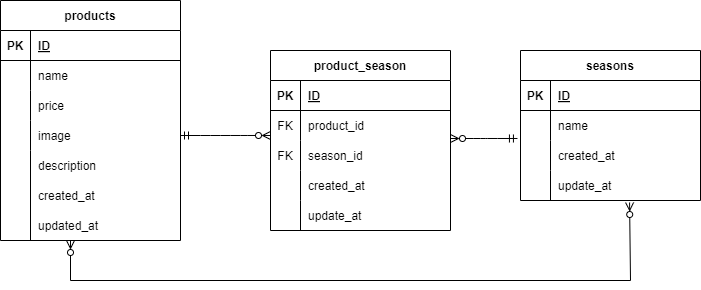 products
PK ID
name
price
image
description
created_at
updated_at
product_season
PK ID
FK product_id
FK season_id
created_at
update_at
seasons
PK ID
name
created_at
update_at